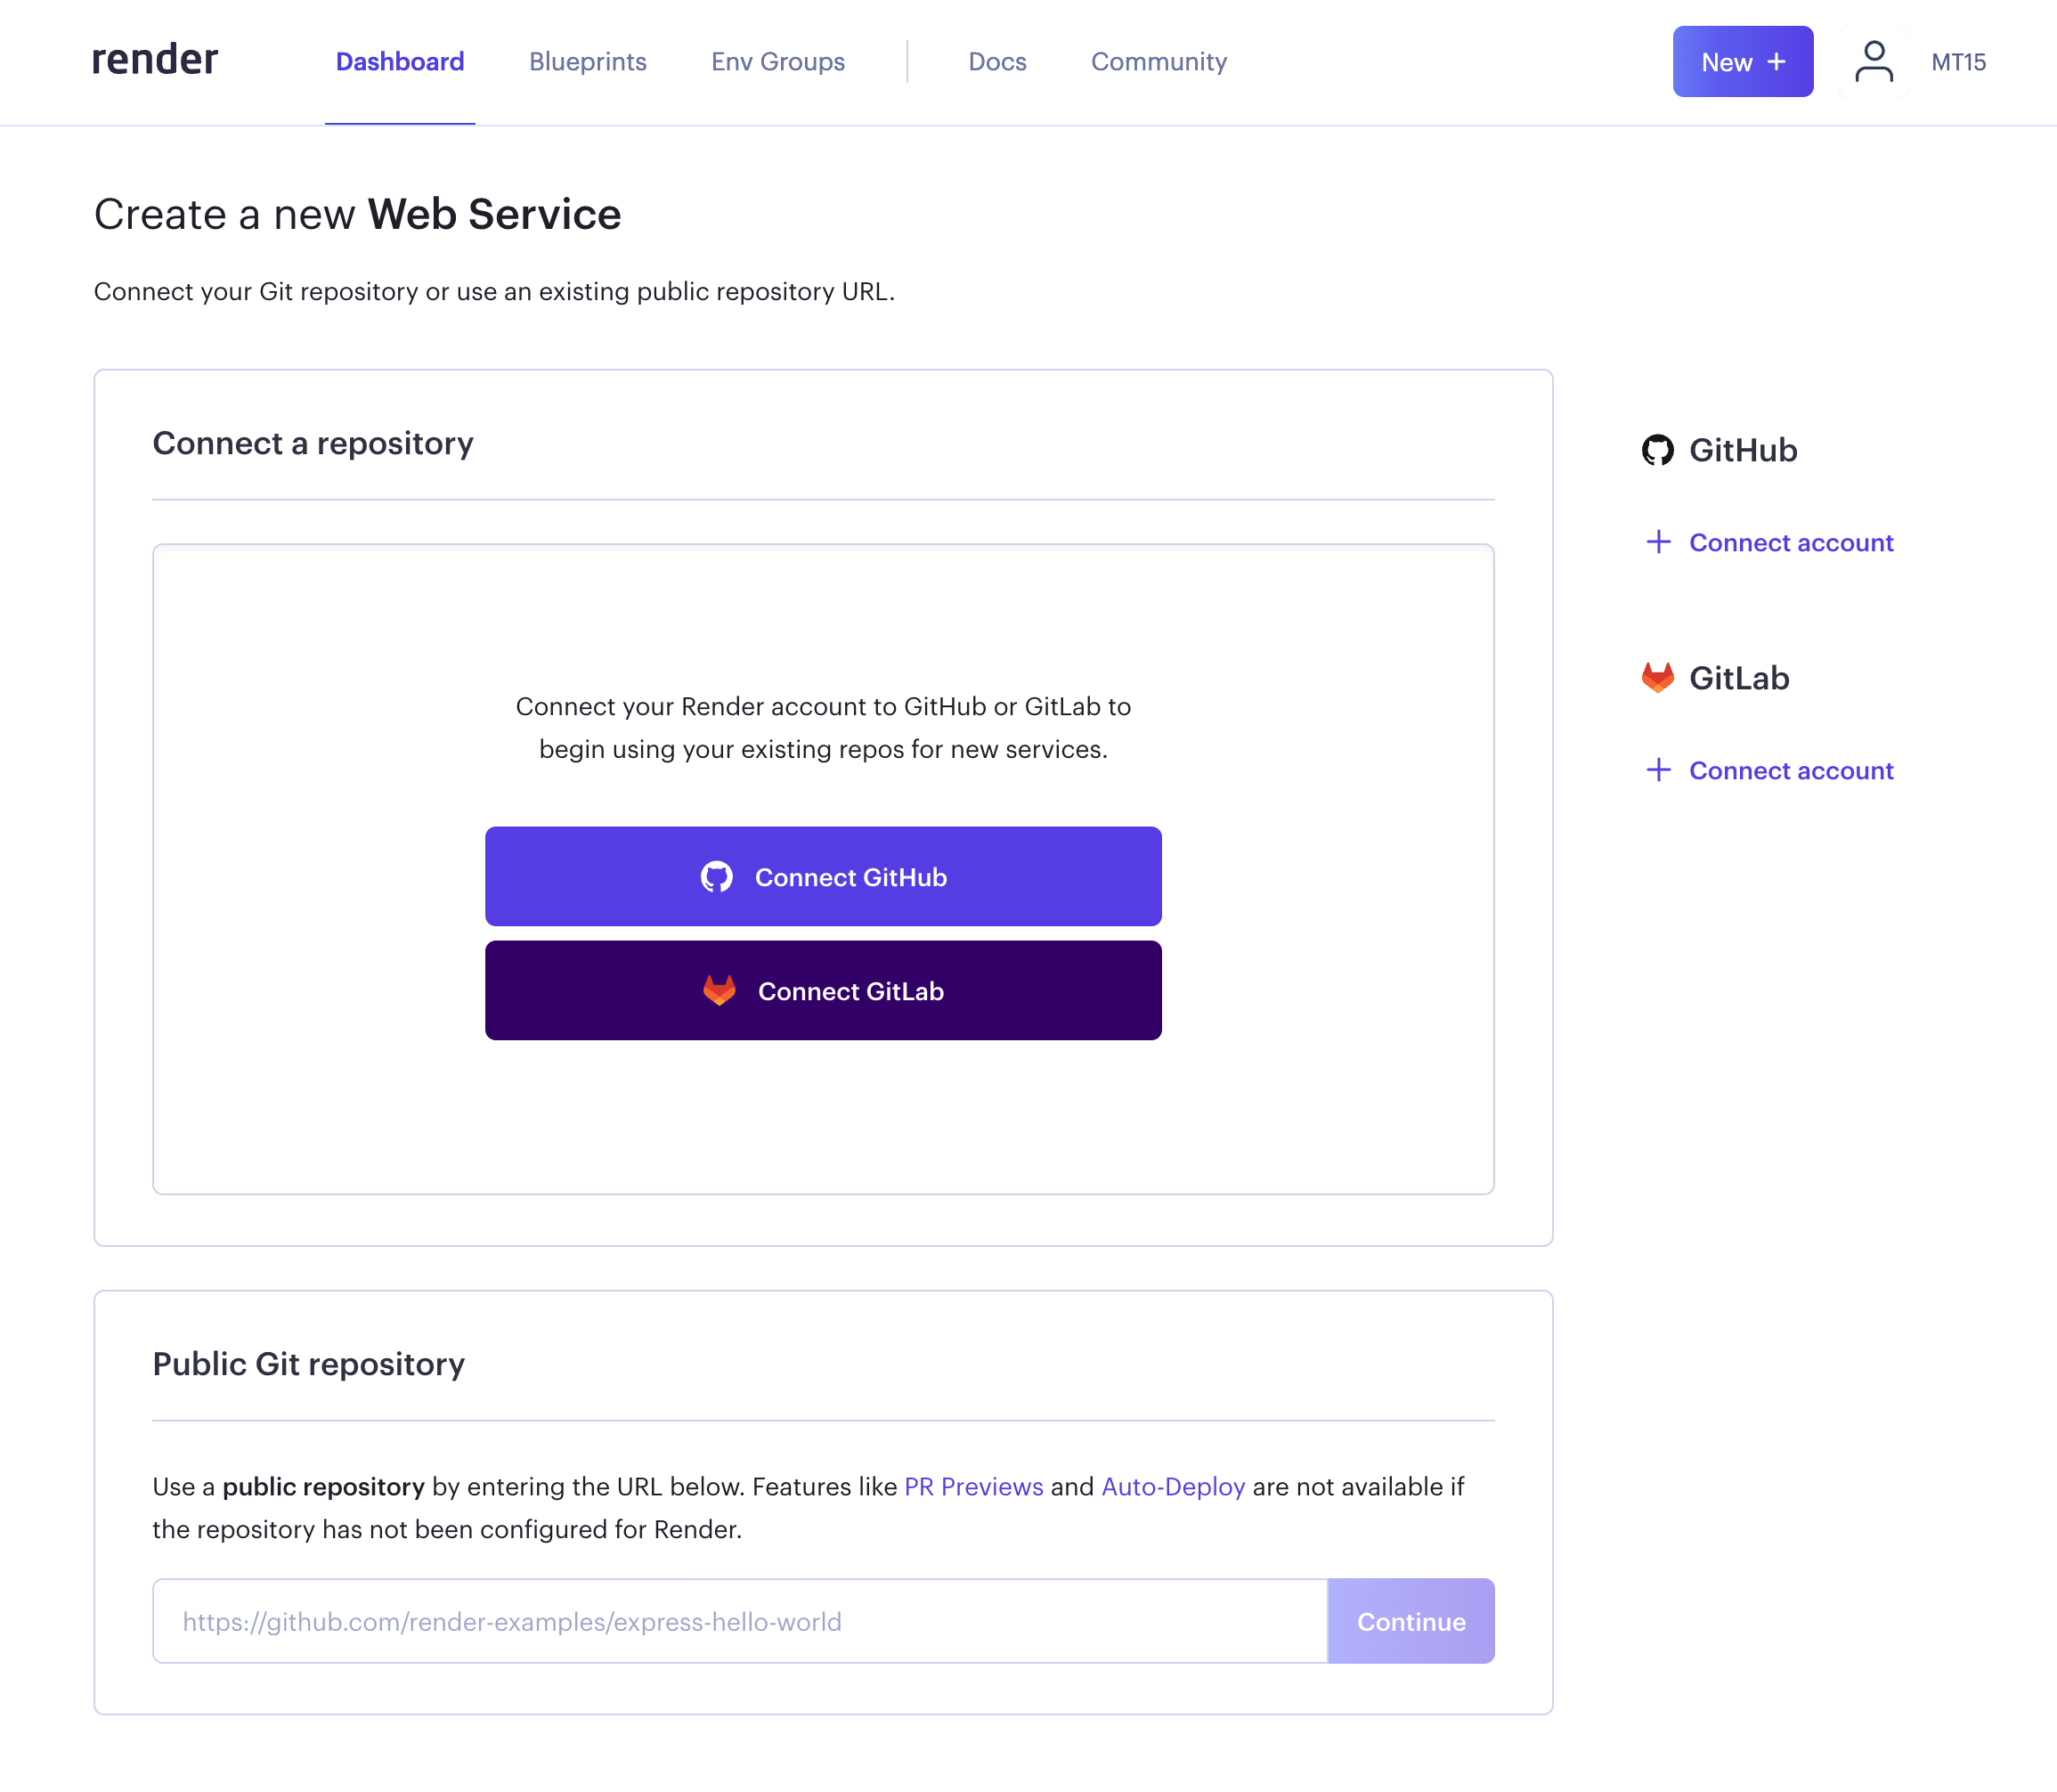 render
Dashboard
Blueprints
Env Groups
Docs
Community
New +
MT15
Create a new Web Service
Connect your Git repository or use an existing public repository URL.
Connect a repository
Connect your Render account to GitHub or GitLab to
begin using your existing repos for new services.
Connect GitHub
Connect GitLab
GitHub
+ Connect account
GitLab
+ Connect account
Public Git repository
Use a public repository by entering the URL below. Features like PR Previews and Auto-Deploy are not available if
the repository has not been configured for Render.
https://github.com/render-examples/express-hello-world
Continue